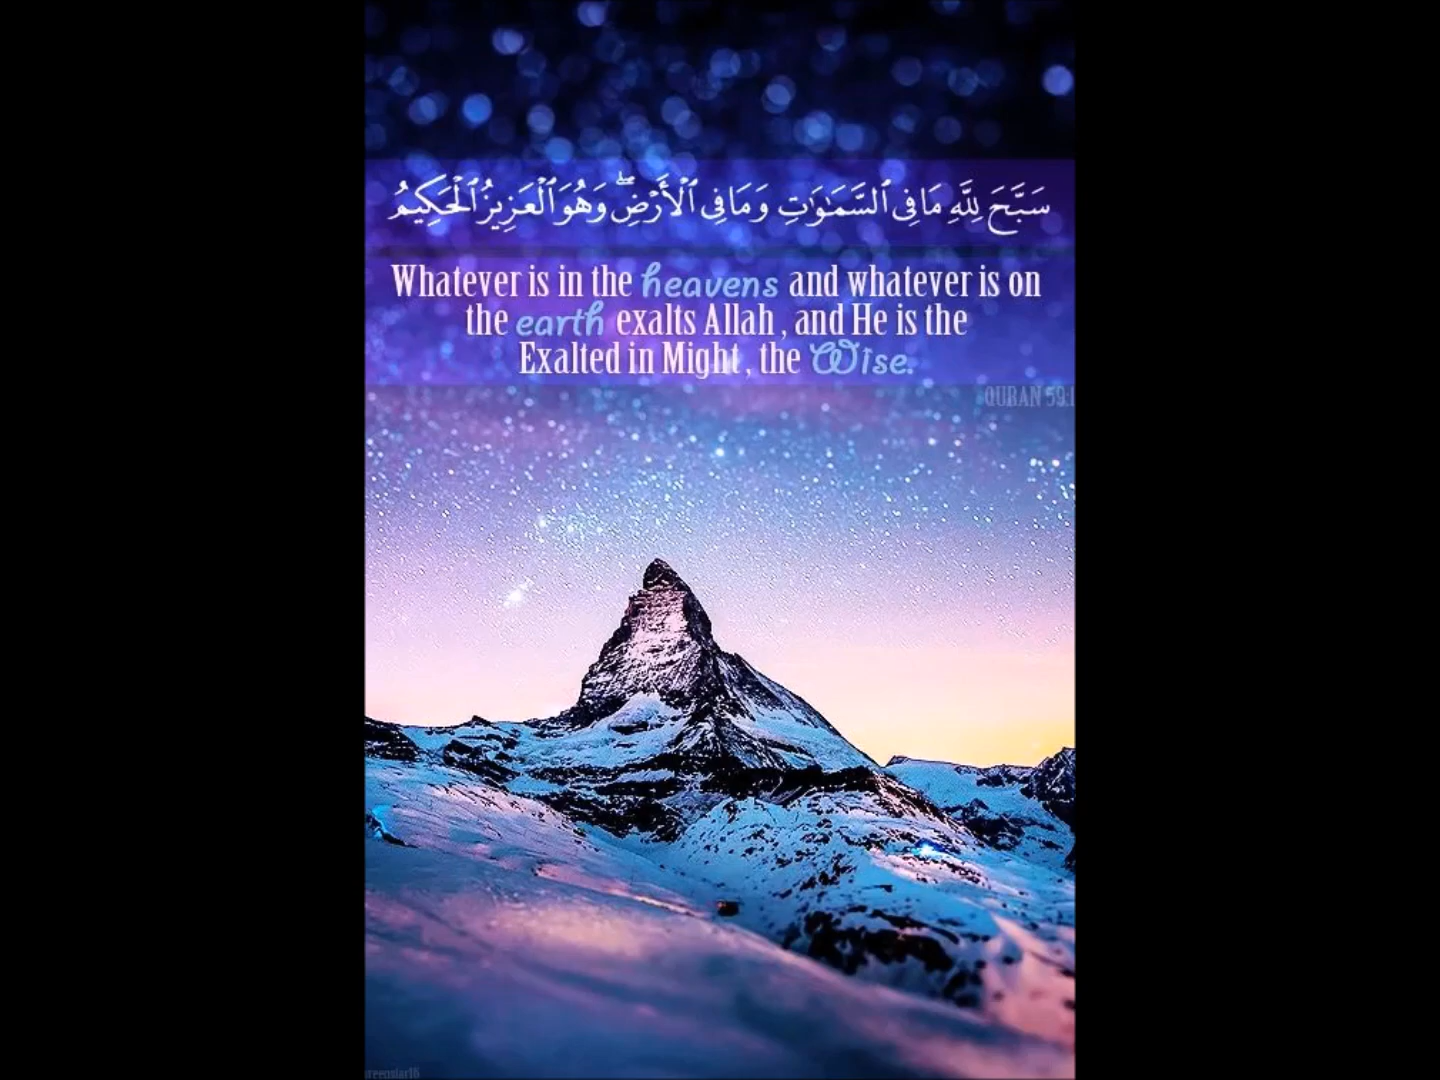 سَبَّحَ لِلَّهِ مَا فِى ٱلسَّمَٰوَٰتِ وَمَا فِى ٱلْأَرْضِ ۖ وَهُوَ ٱلْعَزِيزُ ٱلْحَكِيمُ
Whatever is in the heavens and whatever is on
the earth exalts Allah , and He is the
Exalted in Might , the Wise.
QURAN 59:1